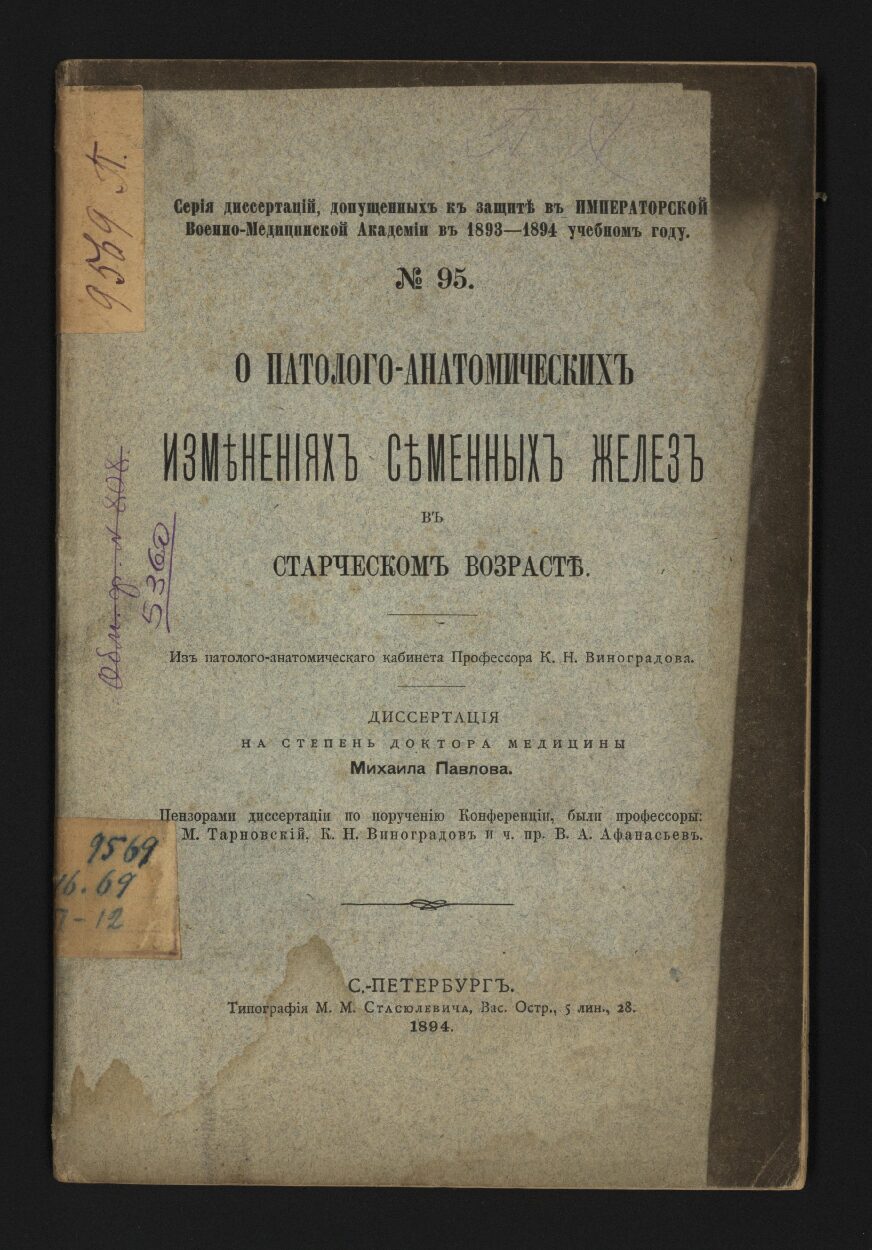 9569 П.
Серія диссертацій, допущенныхъ къ защитѣ въ ИМПЕРАТОРСКОЙ
Военно-Медицинской Академіи въ 1893—1894 учебномъ году.
№ 95.
О ПАТОЛОГО-АНАТОМИЧЕСКИХЪ
ИЗМѢНЕНІЯХЪ СѢМЕННЫХЪ ЖЕЛЕЗЪ
ВЪ
СТАРЧЕСКОМЪ ВОЗРАСТѢ.
5360
Изъ патолого-анатомическаго кабинета Профессора К. Н. Виноградова.
ДИССЕРТАЦІЯ
НА СТЕПЕНЬ ДОКТОРА МЕДИЦИНЫ
Михаила Павлова.
Цензорами диссертаціи по порученію Конференціи, были профессоры:
М. Тарновскій, К. Н. Виноградовъ и ч. пр. В. А. Аѳанасьевъ.
9569
69
-12
С.-ПЕТЕРБУРГЪ.
Типографія М. М. Стасюлевича, Вас. Остр., 5 лин., 28.
1894.